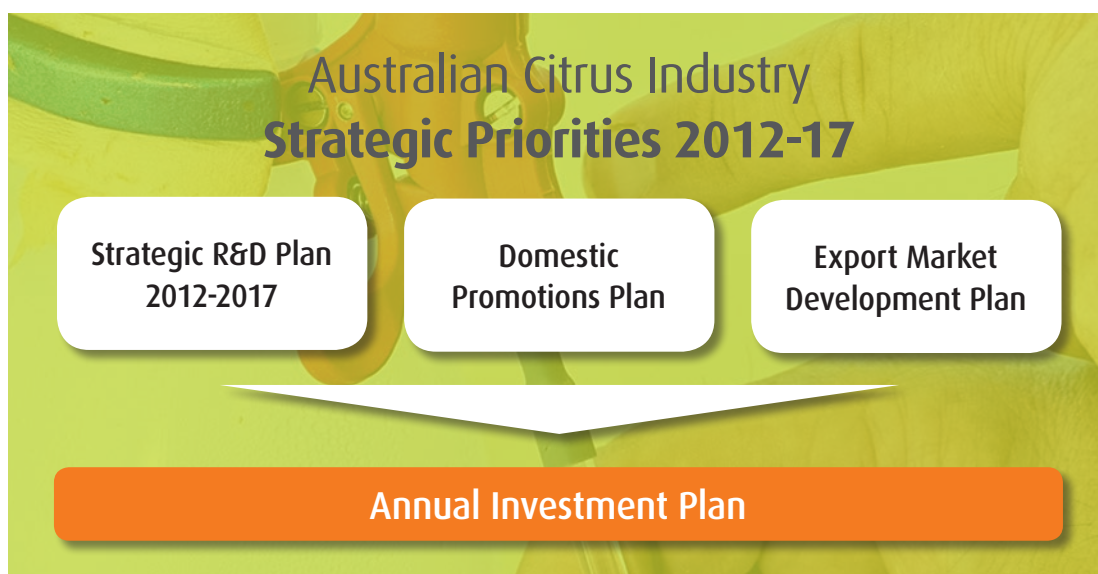 Australian Citrus Industry
Strategic Priorities 2012-17
Strategic R&D Plan
2012-2017
Domestic
Promotions Plan
Export Market
Development Plan
Annual Investment Plan